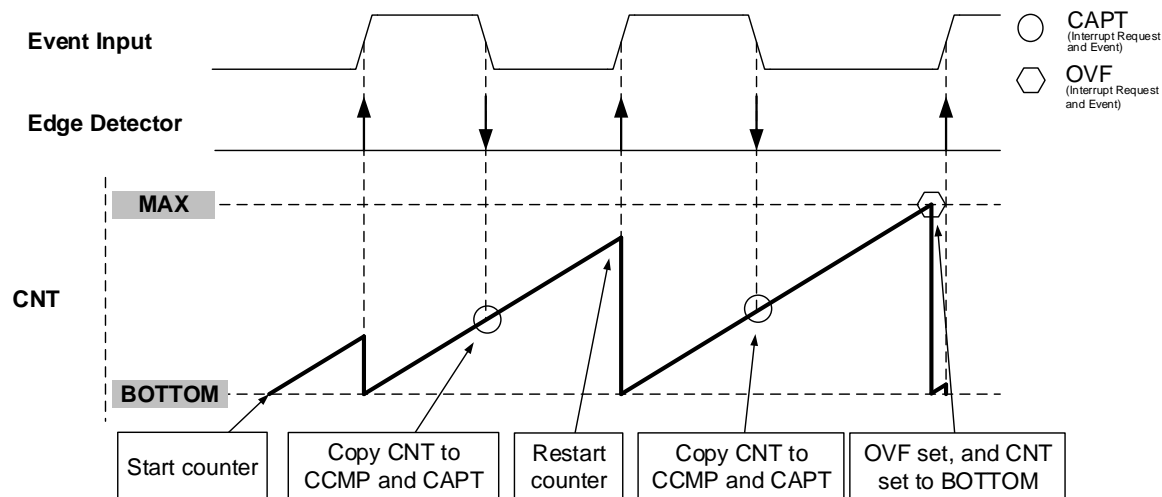 Event Input
CAPT
(Interrupt Request
and Event)
OVF
(Interrupt Request
and Event)
Edge Detector
MAX
CNT
BOTTOM
Start counter
Copy CNT to
CCMP and CAPT
Restart
counter
Copy CNT to
CCMP and CAPT
OVF set, and CNT
set to BOTTOM